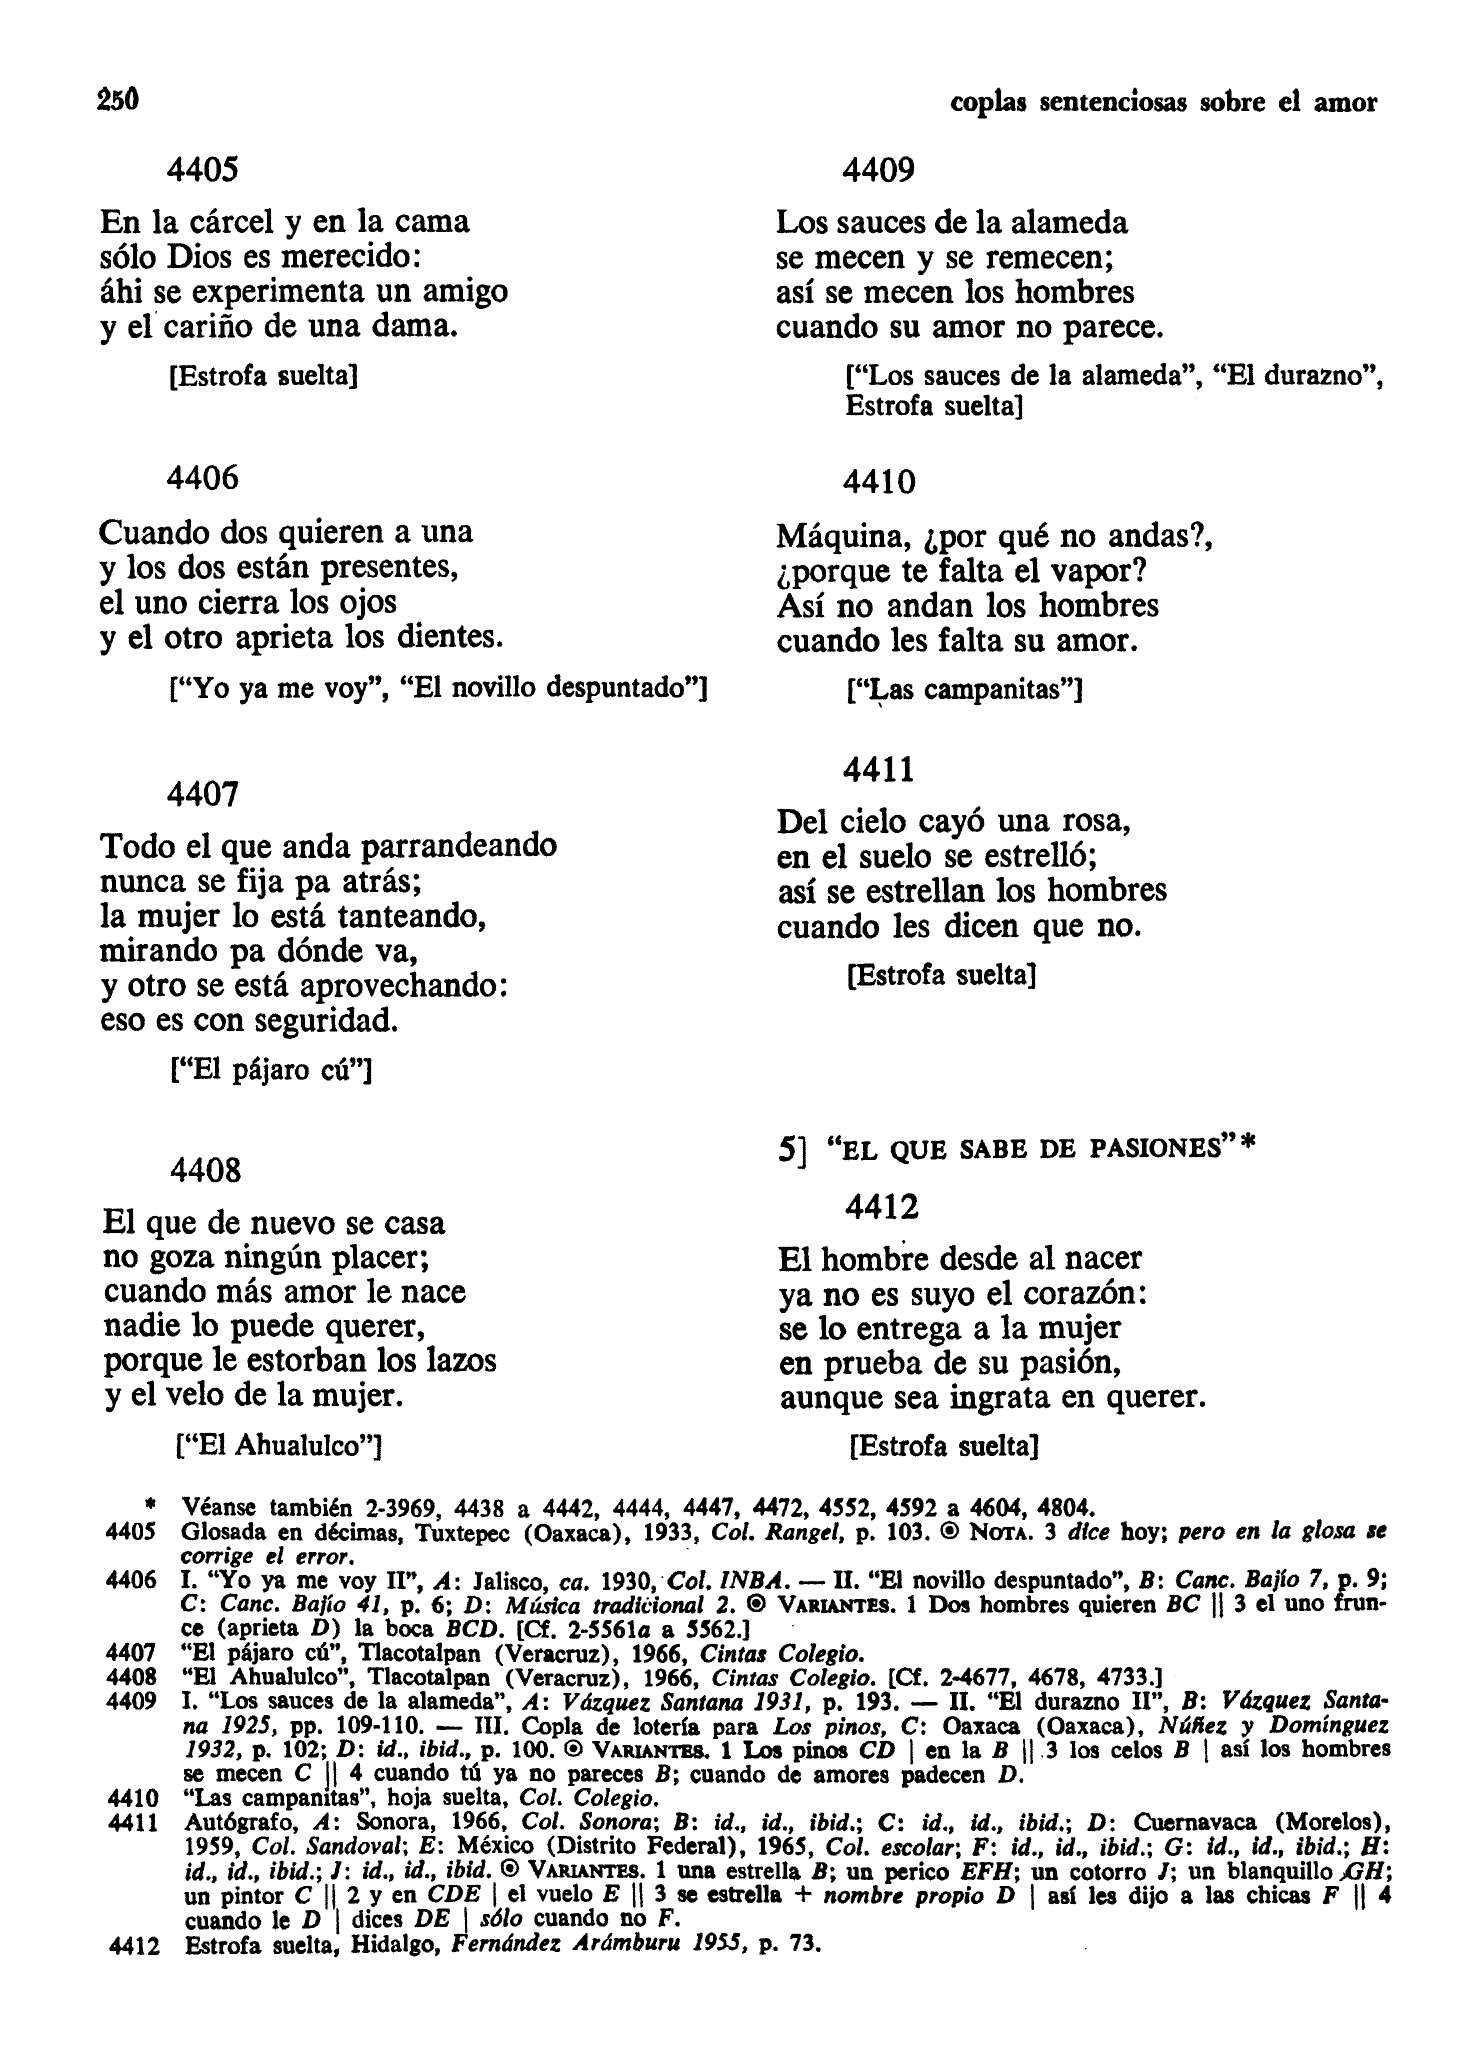 250
coplas sentenciosas sobre el amor
4405
En la cárcel y en la cama
sólo Dios es merecido:
áhi se experimenta un amigo
y el cariño de una dama.
[Estrofa suelta]
4406
Cuando dos quieren a una
y los dos están presentes,
el uno cierra los ojos
y el otro aprieta los dientes.
[“Yo ya me voy”, “El novillo despuntado”]
4407
Todo el que anda parrandeando
nunca se fija pa atrás;
la mujer lo está tanteando,
mirando pa dónde va,
y otro se está aprovechando:
eso es con seguridad.
[“El pájaro cú”]
4408
El que de nuevo se casa
no goza ningún placer;
cuando más amor le nace
nadie lo puede querer,
porque le estorban los lazos
y el velo de la mujer.
[“El Ahualulco”]
4409
Los sauces de la alameda
se mecen y se remecen;
así se mecen los hombres
cuando su amor no parece.
[“Los sauces de la alameda”, “El durazno”,
Estrofa suelta]
4410
Máquina, ¿por qué no andas?,
¿porque te falta el vapor?
Así no andan los hombres
cuando les falta su amor.
[“Las campanitas”]
4411
Del cielo cayó una rosa,
en el suelo se estrelló;
así se estrellan los hombres
cuando les dicen que no.
[Estrofa suelta]
5] “EL QUE SABE DE PASIONES”*
4412
El hombre desde al nacer
ya no es suyo el corazón:
se lo entrega a la mujer
en prueba de su pasión,
aunque sea ingrata en querer.
[Estrofa suelta]
* Véanse también 2-3969, 4438 a 4442, 4444, 4447, 4472, 4552, 4592 a 4604, 4804.
4405 Glosada en décimas, Tuxtepec (Oaxaca), 1933, Col. Rangel, p. 103. ⊙ NOTA. 3 dice hoy; pero en la glosa se
corrige el error.
4406 I. “Yo ya me voy II”, A: Jalisco, ca. 1930, Col. INBA. — II. “El novillo despuntado”, B: Canc. Bajío 7, p. 9;
C: Canc. Bajío 41, p. 6; D: Música tradicional 2. ⊙ VARIANTES. 1 Dos hombres quieren BC || 3 el uno frun-
ce (aprieta D) la boca BCD. [Cf. 2-5561a a 5562.]
4407 “El pájaro cú”, Tlacotalpan (Veracruz), 1966, Cintas Colegio.
4408 “El Ahualulco”, Tlacotalpan (Veracruz), 1966, Cintas Colegio. [Cf. 2-4677, 4678, 4733.]
4409 I. “Los sauces de la alameda”, A: Vázquez Santana 1931, p. 193. — II. “El durazno II”, B: Vázquez Santa-
na 1925, pp. 109-110. — III. Copla de lotería para Los pinos, C: Oaxaca (Oaxaca), Núñez y Domínguez
1932, p. 102; D: id., ibid., p. 100. ⊙ VARIANTES. 1 Los pinos CD | en la B || 3 los celos B | así los hombres
se mecen C || 4 cuando tú ya no pareces B; cuando de amores padecen D.
4410 “Las campanitas”, hoja suelta, Col. Colegio.
4411 Autógrafo, A: Sonora, 1966, Col. Sonora; B: id., id., ibid.; C: id., id., ibid.; D: Cuernavaca (Morelos),
1959, Col. Sandoval; E: México (Distrito Federal), 1965, Col. escolar; F: id., id., ibid.; G: id., id., ibid.; H:
id., id., ibid.; J: id., id., ibid. ⊙ VARIANTES. 1 una estrella B; un perico EFH; un cotorro J; un blanquillo GH;
un pintor C || 2 y en CDE | el vuelo E || 3 se estrella + nombre propio D | así les dijo a las chicas F || 4
cuando le D | dices DE | sólo cuando no F.
4412 Estrofa suelta, Hidalgo, Fernández Arámburu 1955, p. 73.